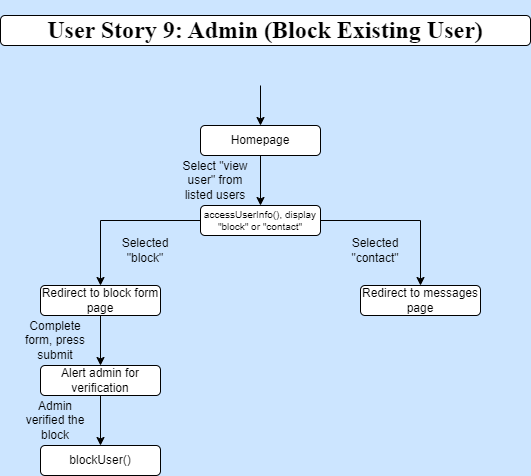 User Story 9: Admin (Block Existing User)
Homepage
Select "view
user" from
listed users
accessUserInfo(), display
"block" or "contact"
Selected
"block"
Selected
"contact"
Redirect to block form
page
Redirect to messages
page
Complete
form, press
submit
Alert admin for
verification
Admin
verified the
block
blockUser()